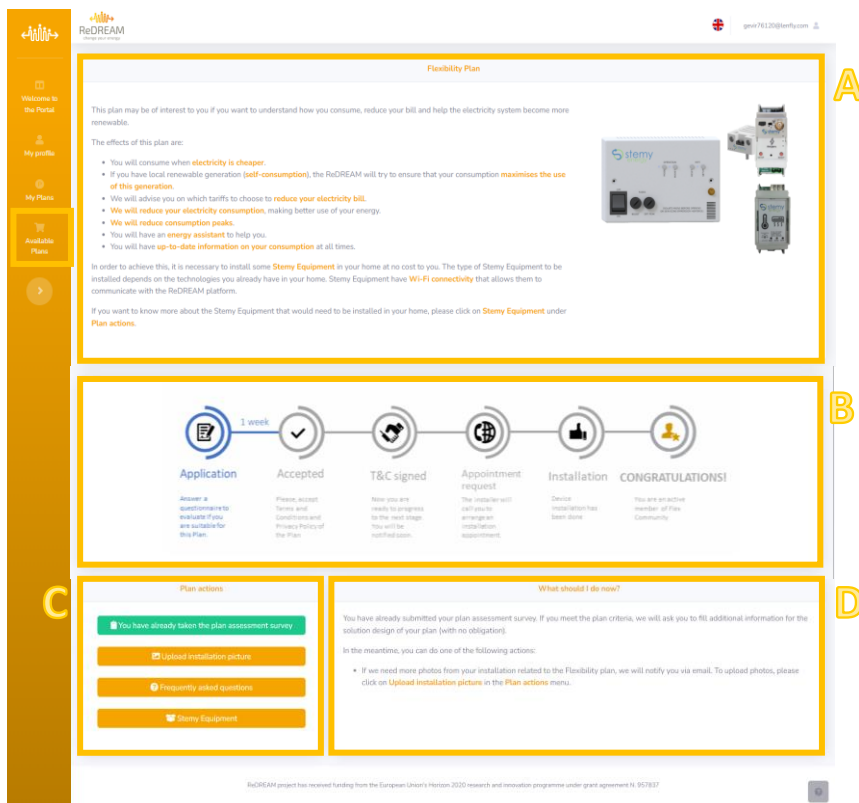 ReDREAM
change your energy
gevir76120@tenfly.com
Welcome to
the Portal
My profile
My Plans
Available
Plans
A
Flexibility Plan
This plan may be of interest to you if you want to understand how you consume, reduce your bill and help the electricity system become more
renewable.
The effects of this plan are:
• You will consume when electricity is cheaper.
• If you have local renewable generation (self-consumption), the ReDREAM will try to ensure that your consumption maximises the use
of this generation.
• We will advise you on which tariffs to choose to reduce your electricity bill.
• We will reduce your electricity consumption, making better use of your energy.
• We will reduce consumption peaks.
• You will have an energy assistant to help you.
• You will have up-to-date information on your consumption at all times.
In order to achieve this, it is necessary to install some Stemy Equipment in your home at no cost to you. The type of Stemy Equipment to be
installed depends on the technologies you already have in your home. Stemy Equipment have Wi-Fi connectivity that allows them to
communicate with the ReDREAM platform.
If you want to know more about the Stemy Equipment that would need to be installed in your home, please click on Stemy Equipment under
Plan actions.
Stemy
B
1 week
Application
Answer a
questionnaire to
evaluate if you
are suitable for
this Plan
Accepted
Please, accept
Terms and
Conditions and
Privacy Policy of
the Plan
T&C signed
Now you are
ready to progress
to the next stage.
You will be
notified soon
Appointment
request
The installer will
call you to
arrange an
installation
appointment
Installation
Device
installation has
been done
CONGRATULATIONS!
You are an active
member of Flex
Community
C
Plan actions
You have already taken the plan assessment survey
Upload installation picture
Frequently asked questions
Stemy Equipment
D
What should I do now?
You have already submitted your plan assessment survey. If you meet the plan criteria, we will ask you to fill additional information for the
solution design of your plan (with no obligation).
In the meantime, you can do one of the following actions:
• If we need more photos from your installation related to the Flexibility plan, we will notify you via email. To upload photos, please
click on Upload installation picture in the Plan actions menu.
ReDREAM project has received funding from the European Union's Horizon 2020 research and innovation programme under grant agreement N. 957837